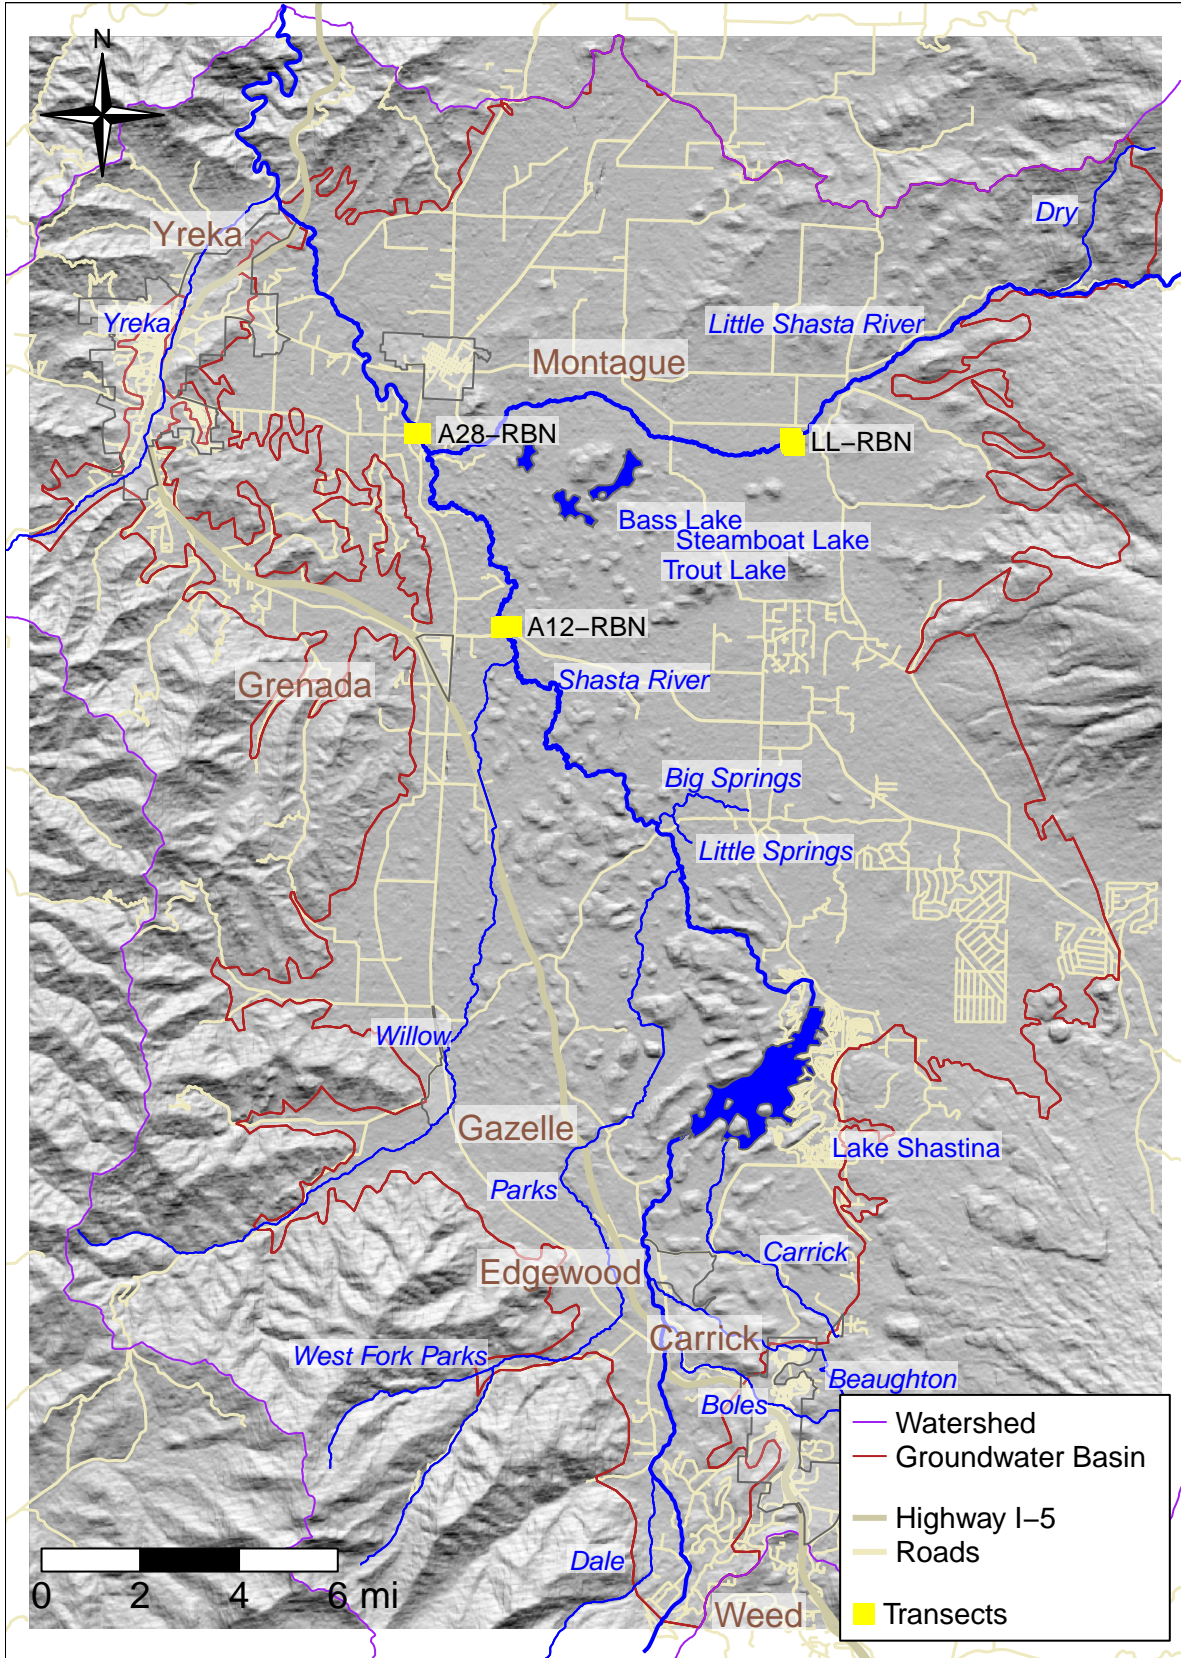 N
Dry
Yreka
Yreka
Little Shasta River
Montague
A28–RBN
LL–RBN
Bass Lake
Steamboat Lake
Trout Lake
A12–RBN
Shasta River
Grenada
Big Springs
Little Springs
Willow
Gazelle
Lake Shastina
Parks
Carrick
Edgewood
Carrick
West Fork Parks
Beaughton
Boles
Watershed
Groundwater Basin
Highway I–5
Roads
Transects
Dale
0 2 4 6 mi
Weed